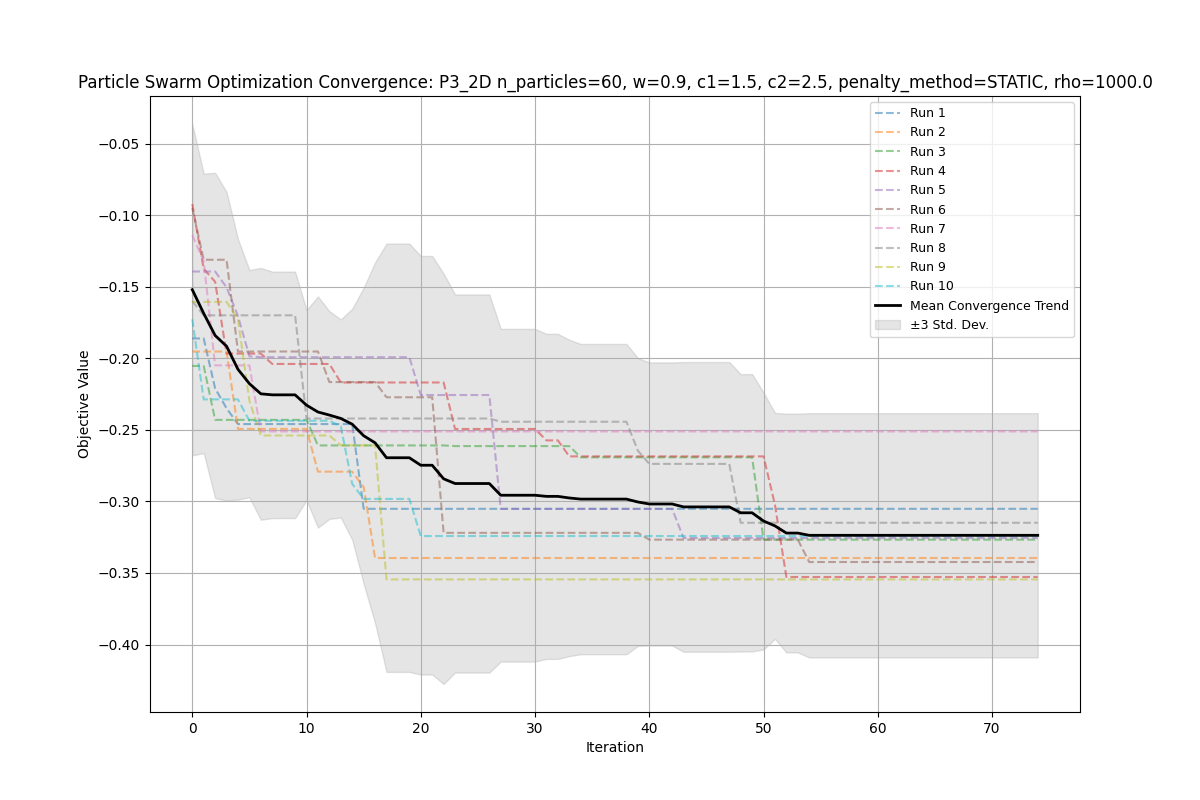 Particle Swarm Optimization Convergence: P3_2D n_particles=60, w=0.9, c1=1.5, c2=2.5, penalty_method=STATIC, rho=1000.0
Run 1
Run 2
Run 3
Run 4
Run 5
Run 6
Run 7
Run 8
Run 9
Run 10
Mean Convergence Trend
±3 Std. Dev.
Objective Value
−0.05
−0.10
−0.15
−0.20
−0.25
−0.30
−0.35
−0.40
0 10 20 30 40 50 60 70
Iteration